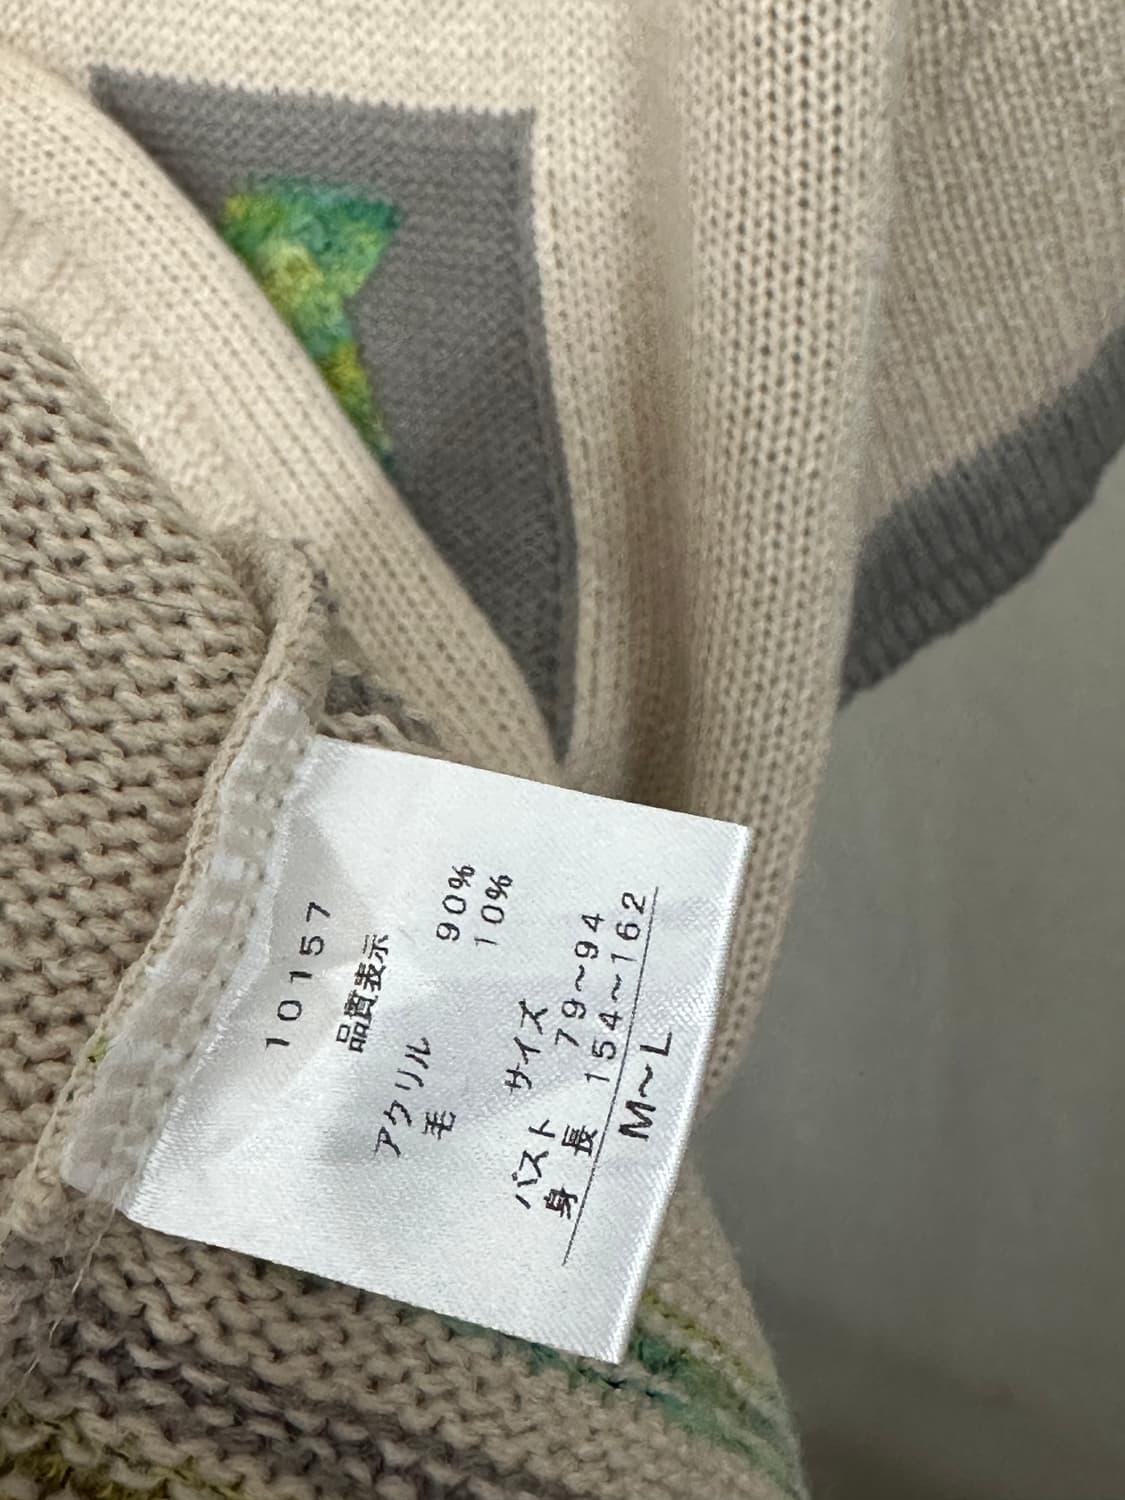 10157
品質表示
アクリル 90%
毛 10%
サイズ
バスト 79~94
身長 154~162
M~L